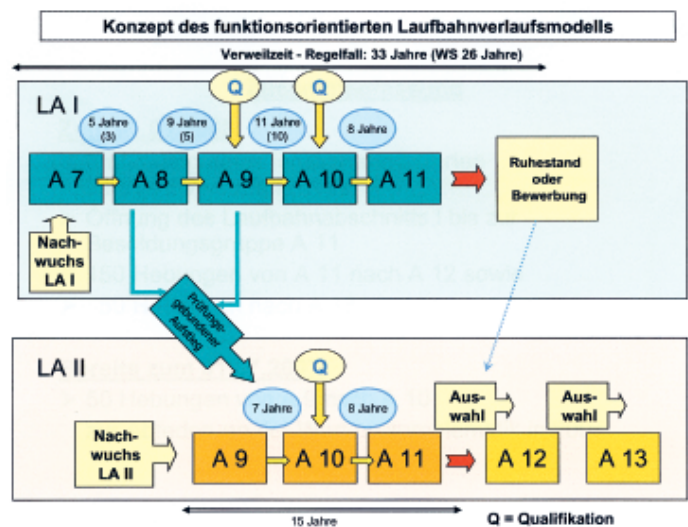 Konzept des funktionsorientierten Laufbahnverlaufsmodells
Verweilzeit - Regelfall: 33 Jahre (WS 26 Jahre)
LA I
Q
Q
5 Jahre
(3)
9 Jahre
(5)
11 Jahre
(10)
8 Jahre
A 7
A 8
A 9
A 10
A 11
Ruhestand
oder
Bewerbung
Nach-
wuchs
LA I
Prüfungs-
gebundener
Aufstieg
LA II
Q
7 Jahre
8 Jahre
Aus-
wahl
Aus-
wahl
Nach-
wuchs
LA II
A 9
A 10
A 11
A 12
A 13
15 Jahre
Q = Qualifikation